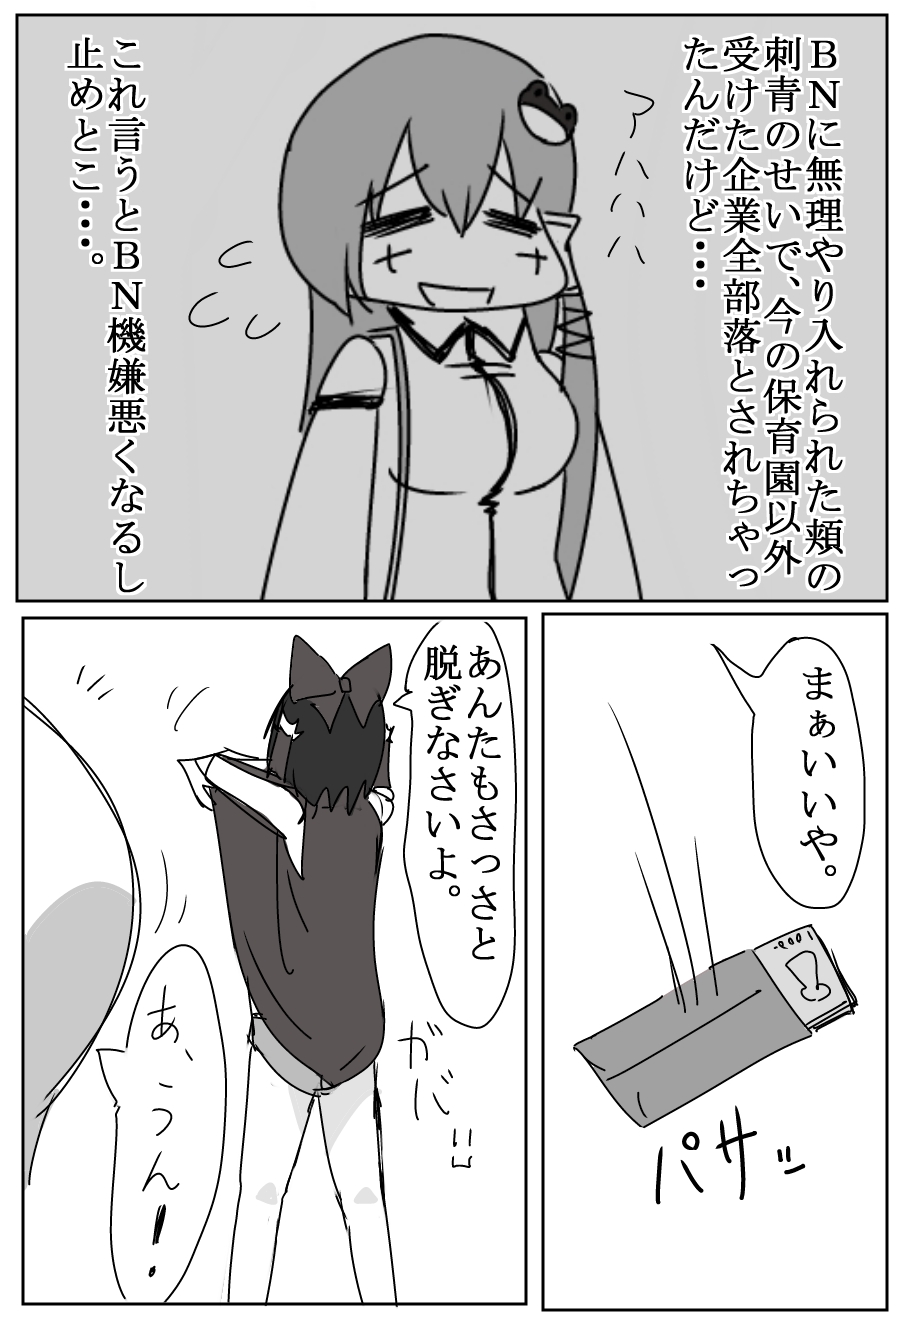 BNに無理やり入れられた頬の
刺青のせいで、今の保育園以外
受けた企業全部落とされちゃっ
たんだけど・・・
アハハハ
これ言うとBN機嫌悪くなるし
止めとこ・・・。
まぁいいや。
1000-
パサッ
あんたもさっさと
脱ぎなさいよ。
ガバ!!
あ、うん!